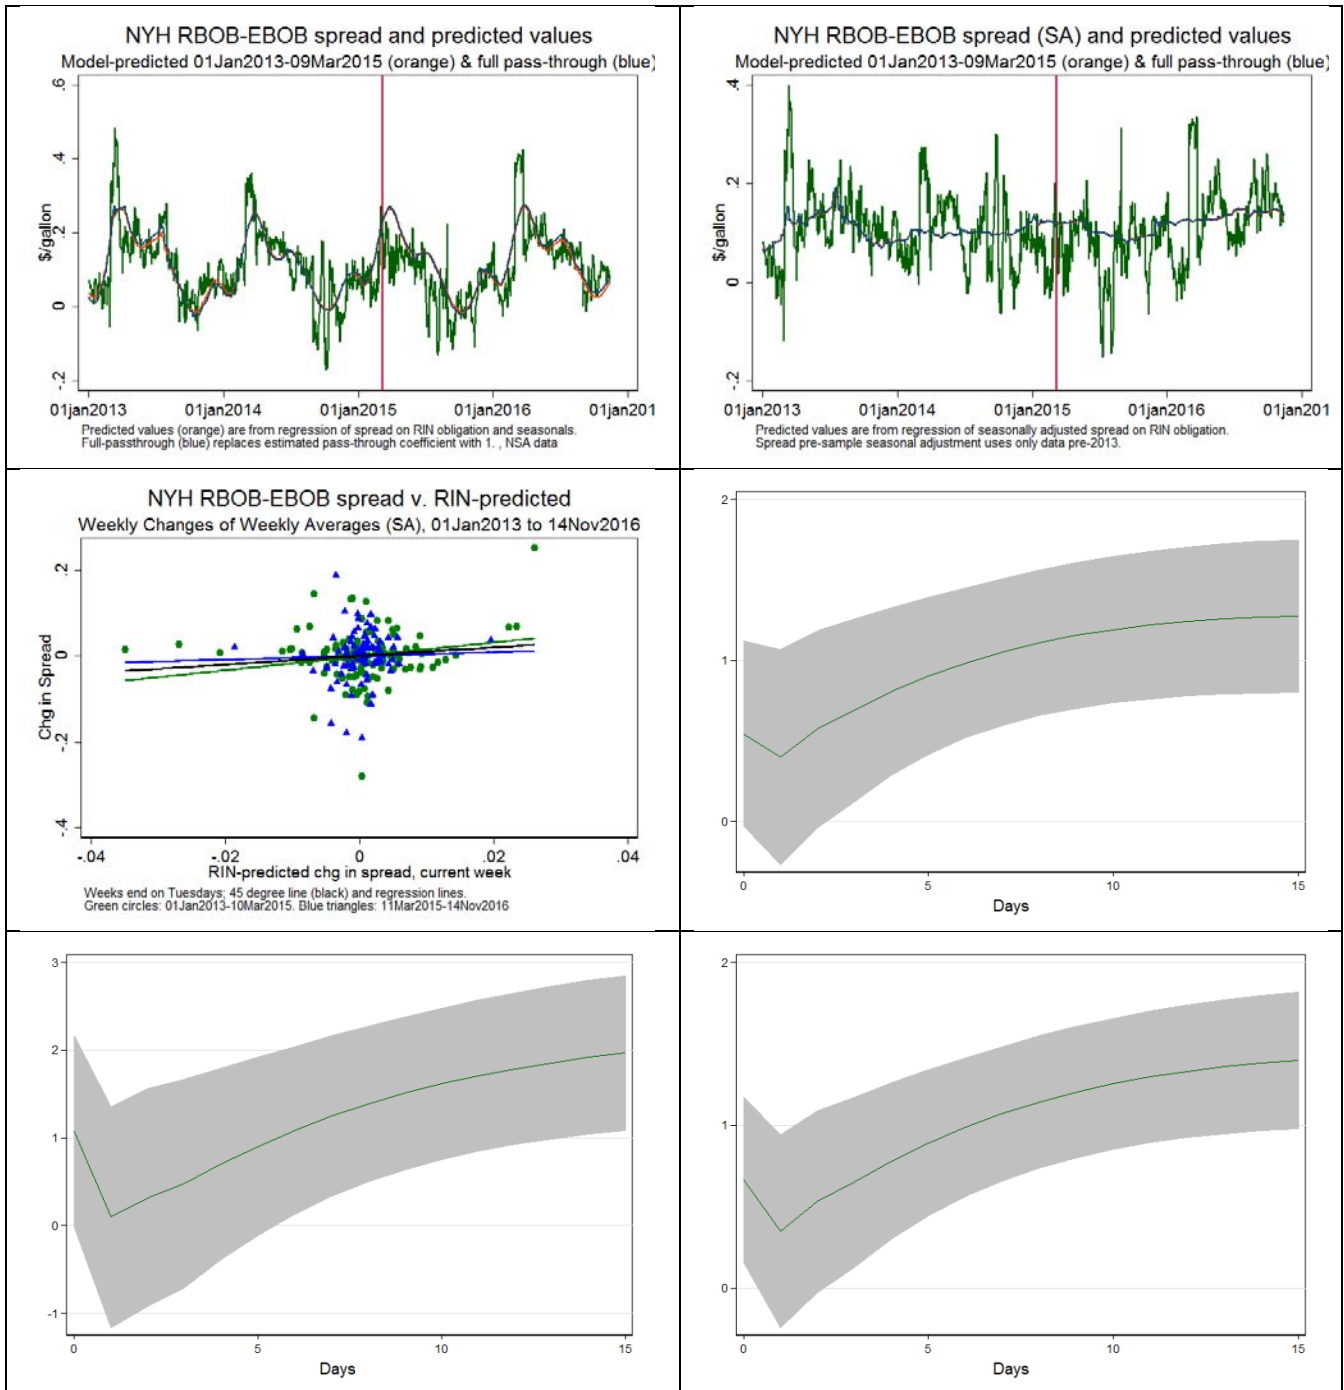 NYH RBOB-EBOB spread and predicted values
Model-predicted 01Jan2013-09Mar2015 (orange) & full pass-through (blue)
$/gallon
.6
.4
.2
0
-.2
01jan2013 01jan2014 01jan2015 01jan2016 01jan201
Predicted values (orange) are from regression of spread on RIN obligation and seasonals.
Full-passthrough (blue) replaces estimated pass-through coefficient with 1. , NSA data
NYH RBOB-EBOB spread (SA) and predicted values
Model-predicted 01Jan2013-09Mar2015 (orange) & full pass-through (blue)
$/gallon
.4
.2
0
-.2
01jan2013 01jan2014 01jan2015 01jan2016 01jan201
Predicted values are from regression of seasonally adjusted spread on RIN obligation.
Spread pre-sample seasonal adjustment uses only data pre-2013.
NYH RBOB-EBOB spread v. RIN-predicted
Weekly Changes of Weekly Averages (SA), 01Jan2013 to 14Nov2016
Chg in Spread
.2
0
-.2
-.4
-.04 -.02 0 .02 .04
RIN-predicted chg in spread, current week
Weeks end on Tuesdays; 45 degree line (black) and regression lines.
Green circles: 01Jan2013-10Mar2015. Blue triangles: 11Mar2015-14Nov2016
2
1
0
0 5 10 15
Days
3
2
1
0
-1
0 5 10 15
Days
2
1
0
0 5 10 15
Days